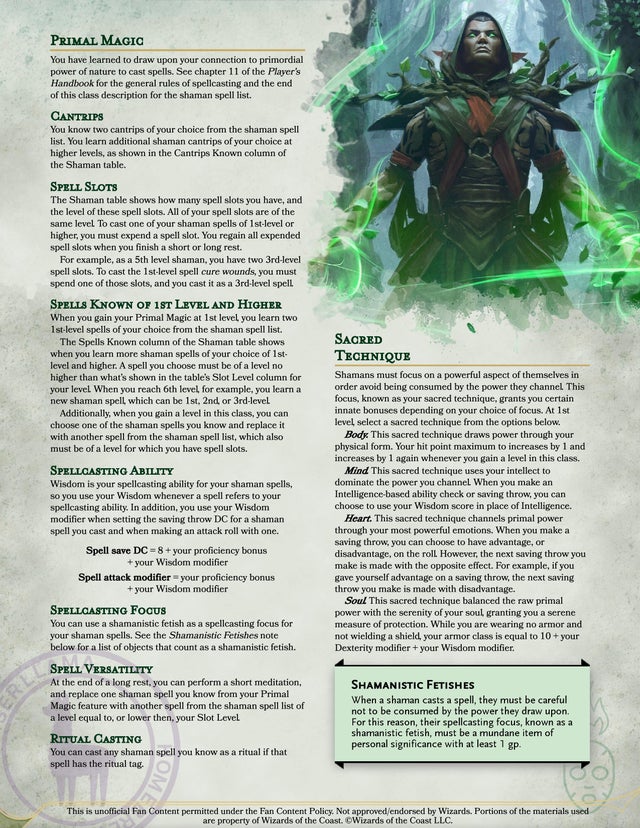 PRIMAL MAGIC
You have learned to draw upon your connection to primordial
power of nature to cast spells. See chapter 11 of the Player's
Handbook for the general rules of spellcasting and the end
of this class description for the shaman spell list.
CANTRIPS
You know two cantrips of your choice from the shaman spell
list. You learn additional shaman cantrips of your choice at
higher levels, as shown in the Cantrips Known column of
the Shaman table.
SPELL SLOTS
The Shaman table shows how many spell slots you have, and
the level of these spell slots. All of your spell slots are of the
same level. To cast one of your shaman spells of 1st-level or
higher, you must expend a spell slot. You regain all expended
spell slots when you finish a short or long rest.
For example, as a 5th level shaman, you have two 3rd-level
spell slots. To cast the 1st-level spell cure wounds, you must
spend one of those slots, and you cast it as a 3rd-level spell.
SPELLS KNOWN OF 1ST LEVEL AND HIGHER
When you gain your Primal Magic at 1st level, you learn two
1st-level spells of your choice from the shaman spell list.
The Spells Known column of the Shaman table shows
when you learn more shaman spells of your choice of 1st-
level and higher. A spell you choose must be of a level no
higher than what's shown in the table's Slot Level column for
your level. When you reach 6th level, for example, you learn a
new shaman spell, which can be 1st, 2nd, or 3rd-level.
Additionally, when you gain a level in this class, you can
choose one of the shaman spells you know and replace it
with another spell from the shaman spell list, which also
must be of a level for which you have spell slots.
SPELLCASTING ABILITY
Wisdom is your spellcasting ability for your shaman spells,
so you use your Wisdom whenever a spell refers to your
spellcasting ability. In addition, you use your Wisdom
modifier when setting the saving throw DC for a shaman
spell you cast and when making an attack roll with one.
Spell save DC = 8 + your proficiency bonus
+ your Wisdom modifier
Spell attack modifier = your proficiency bonus
+ your Wisdom modifier
SPELLCASTING FOCUS
You can use a shamanistic fetish as a spellcasting focus for
your shaman spells. See the Shamanistic Fetishes note
below for a list of objects that count as a shamanistic fetish.
SPELL VERSATILITY
At the end of a long rest, you can perform a short meditation,
and replace one shaman spell you know from your Primal
Magic feature with another spell from the shaman spell list of
a level equal to, or lower then, your Slot Level.
RITUAL CASTING
You can cast any shaman spell you know as a ritual if that
spell has the ritual tag.
SACRED
TECHNIQUE
Shamans must focus on a powerful aspect of themselves in
order avoid being consumed by the power they channel. This
focus, known as your sacred technique, grants you certain
innate bonuses depending on your choice of focus. At 1st
level, select a sacred technique from the options below.
Body. This sacred technique draws power through your
physical form. Your hit point maximum to increases by 1 and
increases by 1 again whenever you gain a level in this class.
Mind. This sacred technique uses your intellect to
dominate the power you channel. When you make an
Intelligence-based ability check or saving throw, you can
choose to use your Wisdom score in place of Intelligence.
Heart. This sacred technique channels primal power
through your most powerful emotions. When you make a
saving throw, you can choose to have advantage, or
disadvantage, on the roll. However, the next saving throw you
make is made with the opposite effect. For example, if you
gave yourself advantage on a saving throw, the next saving
throw you make is made with disadvantage.
Soul. This sacred technique balanced the raw primal
power with the serenity of your soul, granting you a serene
measure of protection. While you are wearing no armor and
not wielding a shield, your armor class is equal to 10 + your
Dexterity modifier + your Wisdom modifier.
SHAMANISTIC FETISHES
When a shaman casts a spell, they must be careful
not to be consumed by the power they draw upon.
For this reason, their spellcasting focus, known as a
shamanistic fetish, must be a mundane item of
personal significance with at least 1 gp.
This is unofficial Fan Content permitted under the Fan Content Policy. Not approved/endorsed by Wizards. Portions of the materials used
are property of Wizards of the Coast. ©Wizards of the Coast LLC.